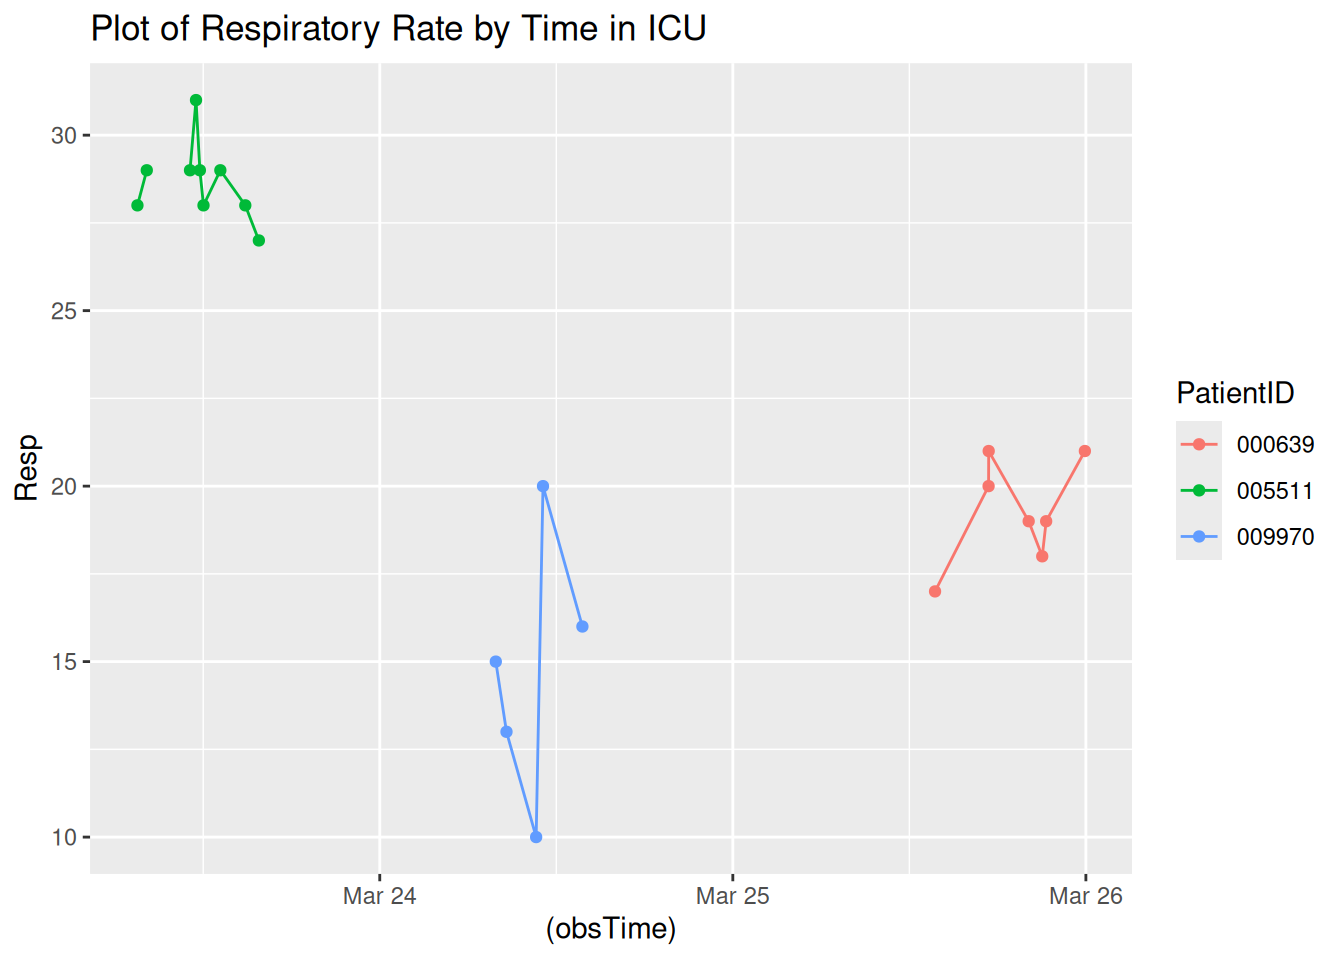 Plot of Respiratory Rate by Time in ICU
30
25
20
15
10
Resp
Mar 24
Mar 25
Mar 26
(obsTime)
PatientID
000639
005511
009970